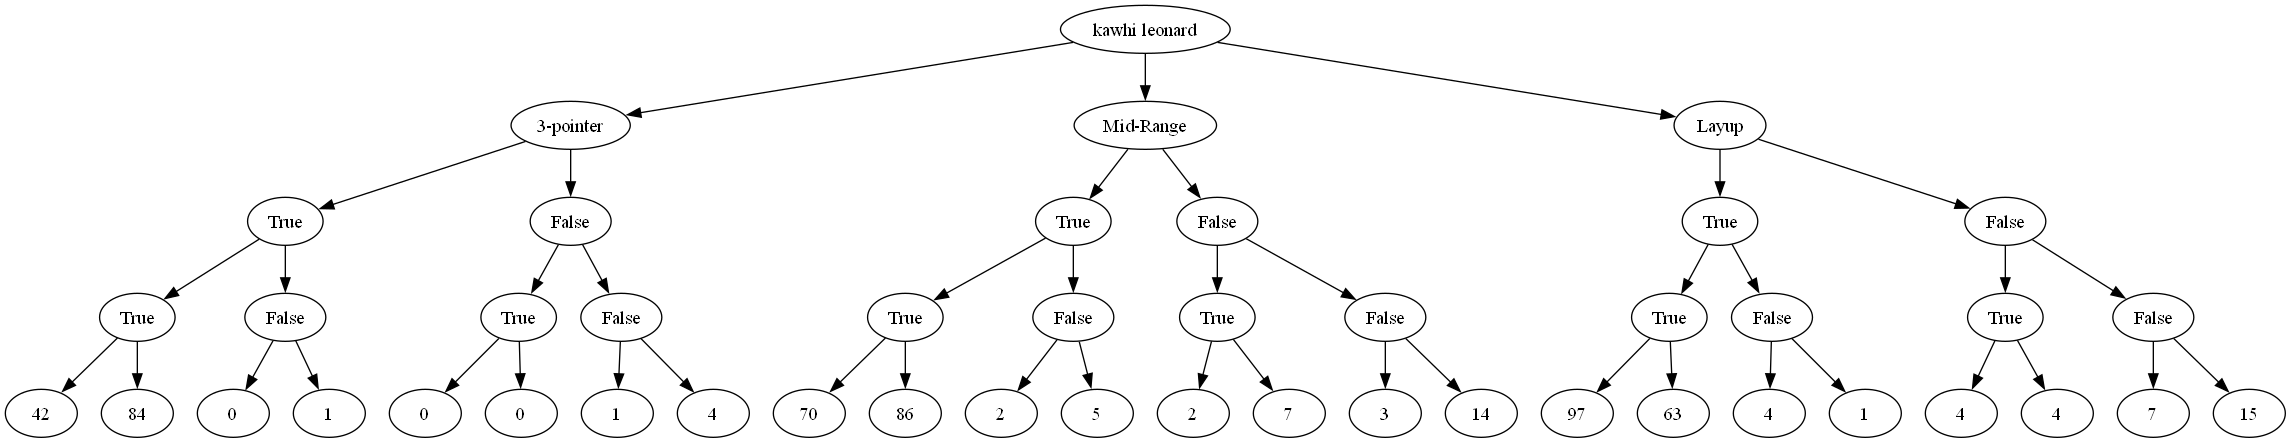 kawhi leonard
3-pointer Mid-Range Layup
True False True False True False
True False True False True False True False True False True False
42 84 0 1 0 0 1 4 70 86 2 5 2 7 3 14 97 63 4 1 4 4 7 15